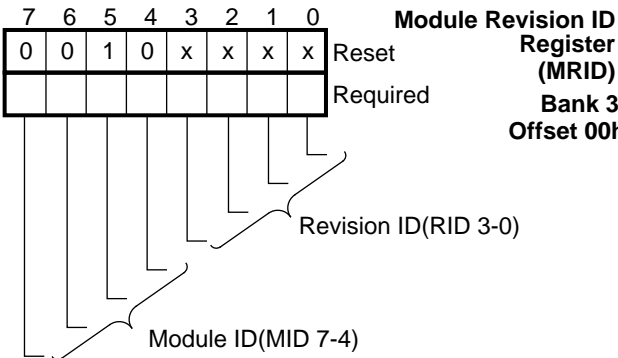 7 6 5 4 3 2 1 0
Module Revision ID
Register
(MRID)
Bank 3
Offset 00h
0 0 1 0 x x x x Reset
Required
Revision ID(RID 3-0)
Module ID(MID 7-4)